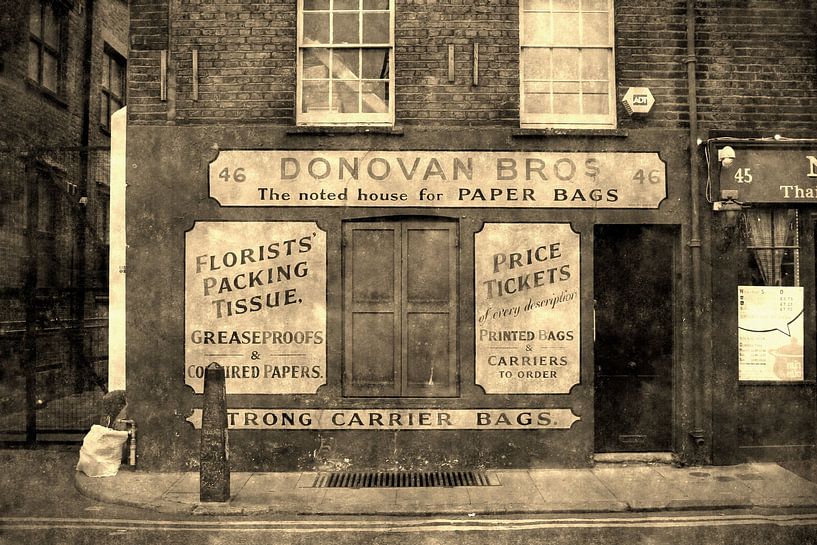 ADT
46 DONOVAN BROS 46
The noted house for PAPER BAGS
FLORISTS'
PACKING
TISSUE,
GREASEPROOFS
&
COLOURED PAPERS.
PRICE
TICKETS
of every description
PRINTED BAGS
&
CARRIERS
TO ORDER
STRONG CARRIER BAGS.
45
Thai